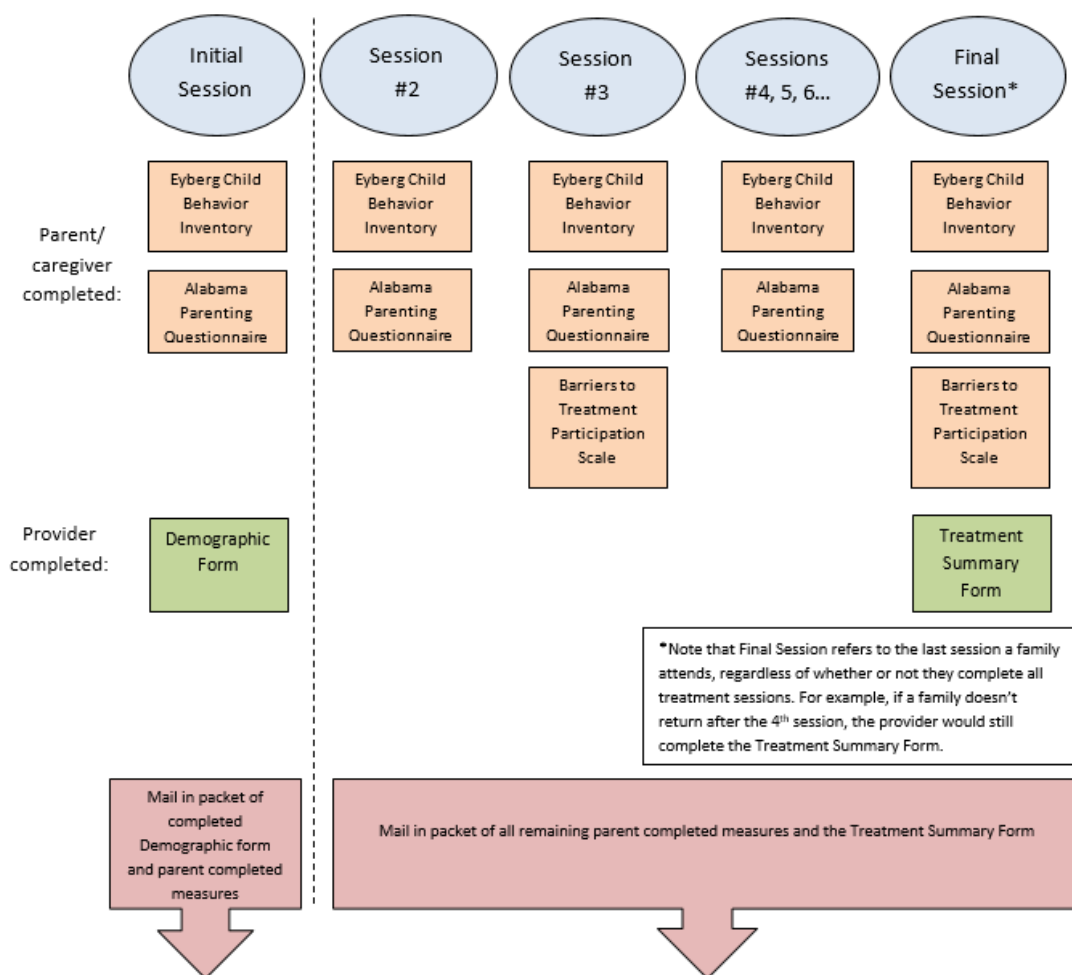 Initial
Session
Session
#2
Session
#3
Sessions
#4, 5, 6...
Final
Session*
Parent/
caregiver
completed:
Eyberg Child
Behavior
Inventory
Eyberg Child
Behavior
Inventory
Eyberg Child
Behavior
Inventory
Eyberg Child
Behavior
Inventory
Eyberg Child
Behavior
Inventory
Alabama
Parenting
Questionnaire
Alabama
Parenting
Questionnaire
Alabama
Parenting
Questionnaire
Alabama
Parenting
Questionnaire
Alabama
Parenting
Questionnaire
Barriers to
Treatment
Participation
Scale
Barriers to
Treatment
Participation
Scale
Provider
completed:
Demographic
Form
Treatment
Summary
Form
*Note that Final Session refers to the last session a family
attends, regardless of whether or not they complete all
treatment sessions. For example, if a family doesn't
return after the 4th session, the provider would still
complete the Treatment Summary Form.
Mail in packet of
completed
Demographic form
and parent completed
measures
Mail in packet of all remaining parent completed measures and the Treatment Summary Form